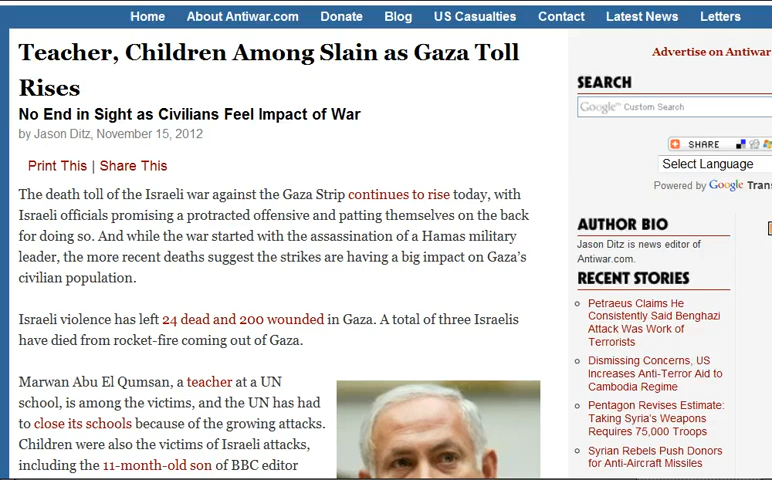 Home About Antiwar.com Donate Blog US Casualties Contact Latest News Letters
Teacher, Children Among Slain as Gaza Toll
Rises
No End in Sight as Civilians Feel Impact of War
by Jason Ditz, November 15, 2012
Print This | Share This
The death toll of the Israeli war against the Gaza Strip continues to rise today, with
Israeli officials promising a protracted offensive and patting themselves on the back
for doing so. And while the war started with the assassination of a Hamas military
leader, the more recent deaths suggest the strikes are having a big impact on Gaza's
civilian population.
Israeli violence has left 24 dead and 200 wounded in Gaza. A total of three Israelis
have died from rocket-fire coming out of Gaza.
Marwan Abu El Qumsan, a teacher at a UN
school, is among the victims, and the UN has had
to close its schools because of the growing attacks.
Children were also the victims of Israeli attacks,
including the 11-month-old son of BBC editor
Advertise on Antiwar
SEARCH
Google™ Custom Search
SHARE
Select Language
Powered by Google Trans
AUTHOR BIO
Jason Ditz is news editor of
Antiwar.com.
RECENT STORIES
Petraeus Claims He
Consistently Said Benghazi
Attack Was Work of
Terrorists
Dismissing Concerns, US
Increases Anti-Terror Aid to
Cambodia Regime
Pentagon Revises Estimate:
Taking Syria's Weapons
Requires 75,000 Troops
Syrian Rebels Push Donors
for Anti-Aircraft Missiles